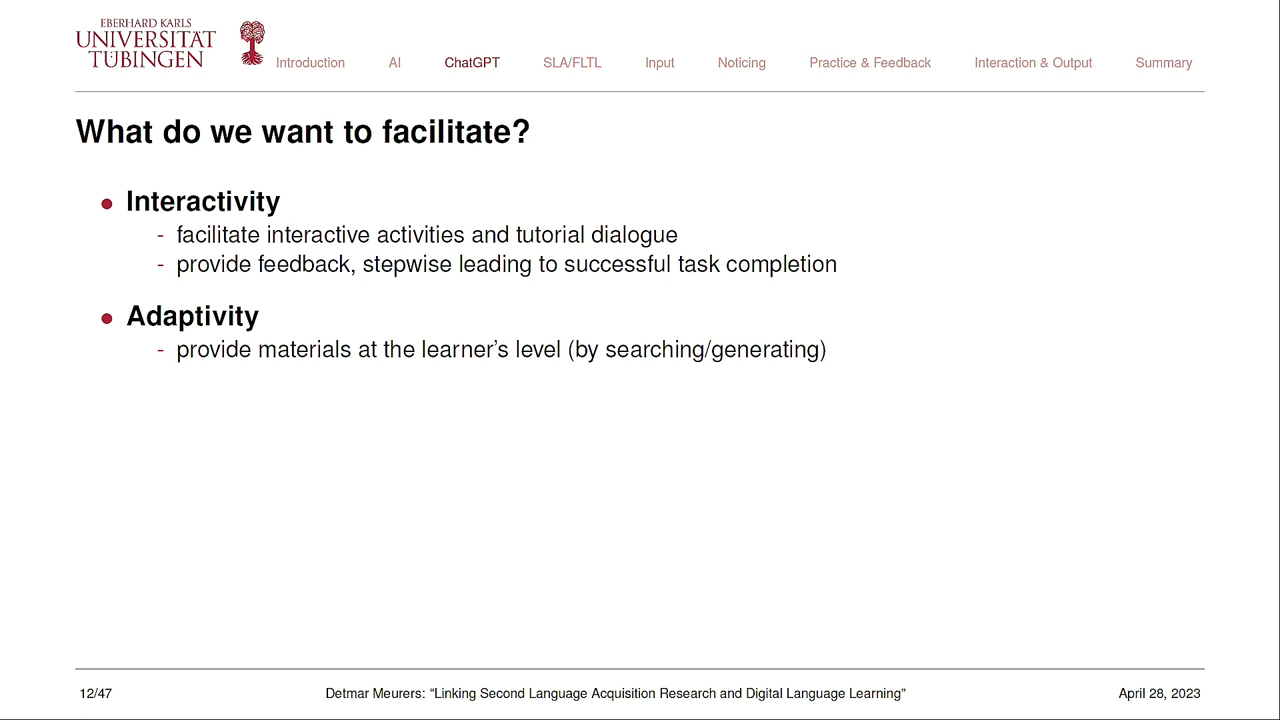 EBERHARD KARLS
UNIVERSITÄT
TÜBINGEN
Introduction AI ChatGPT SLA/FLTL Input Noticing Practice & Feedback Interaction & Output Summary
What do we want to facilitate?
• Interactivity
- facilitate interactive activities and tutorial dialogue
- provide feedback, stepwise leading to successful task completion
• Adaptivity
- provide materials at the learner’s level (by searching/generating)
12/47 Detmar Meurers: “Linking Second Language Acquisition Research and Digital Language Learning” April 28, 2023